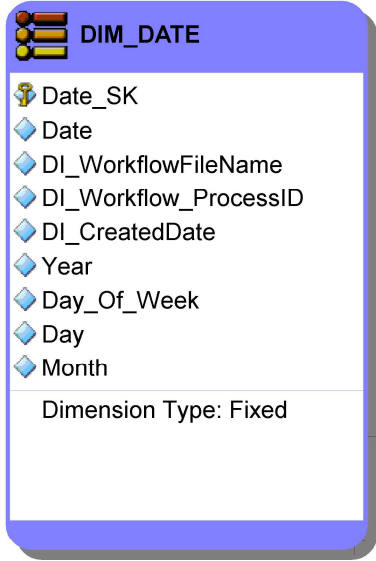 DIM_DATE
Date_SK
Date
DI_WorkflowFileName
DI_Workflow_ProcessID
DI_CreatedDate
Year
Day_Of_Week
Day
Month
Dimension Type: Fixed